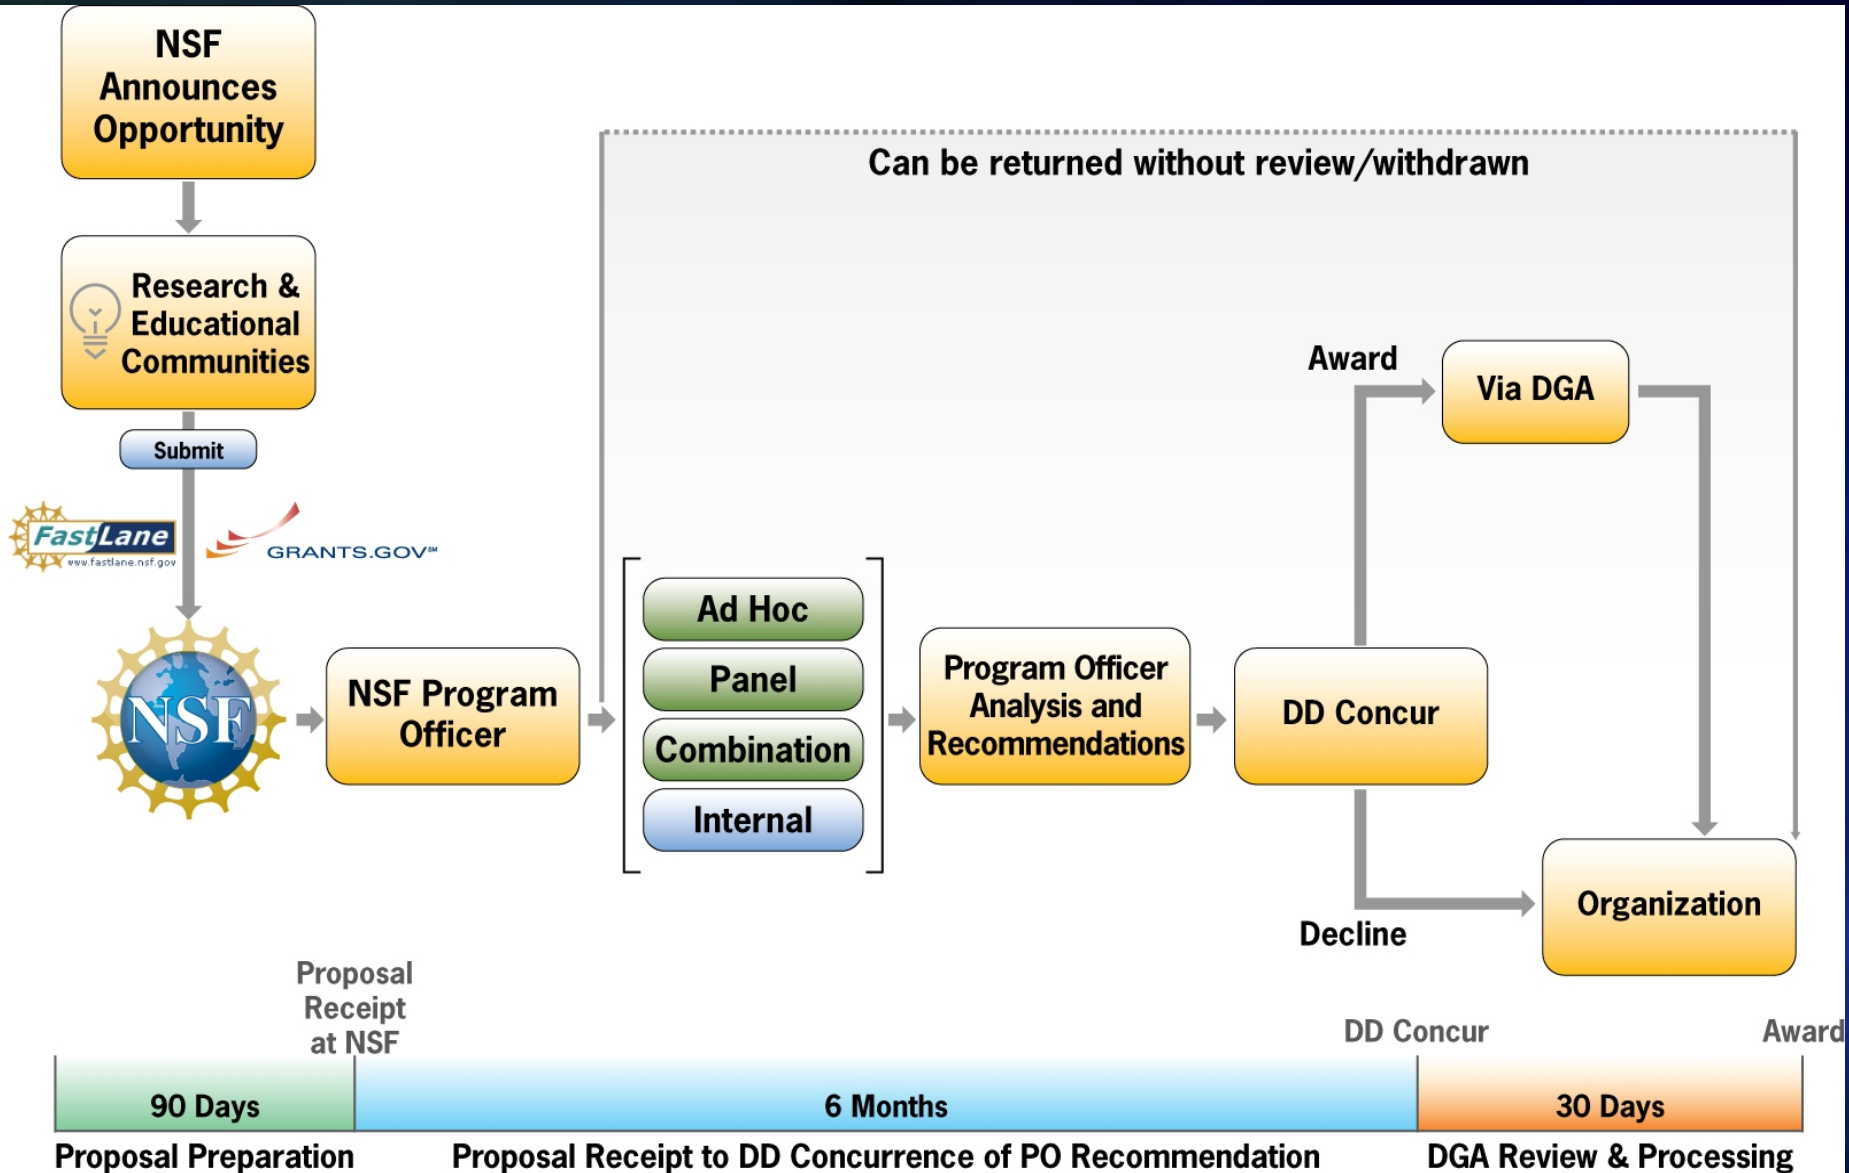 NSF
Announces
Opportunity
Research &
Educational
Communities
Submit
FastLane
www.fastlane.nsf.gov
GRANTS.GOV℠
NSF
NSF Program
Officer
Can be returned without review/withdrawn
Ad Hoc
Panel
Combination
Internal
Program Officer
Analysis and
Recommendations
DD Concur
Award
Via DGA
Decline
Organization
Proposal
Receipt
at NSF
DD Concur
Award
90 Days
6 Months
30 Days
Proposal Preparation
Proposal Receipt to DD Concurrence of PO Recommendation
DGA Review & Processing